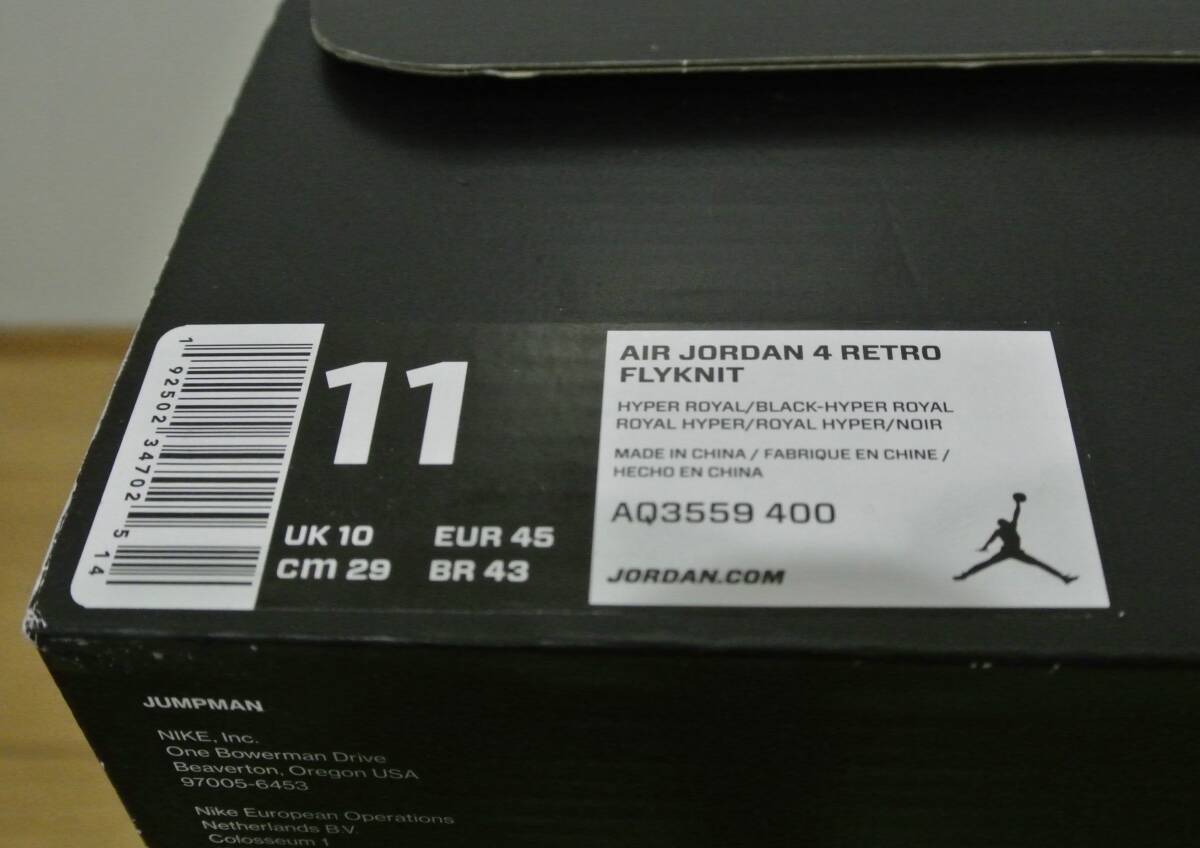 1 92502 34702 5 14
11
UK 10 EUR 45
cm 29 BR 43
AIR JORDAN 4 RETRO
FLYKNIT
HYPER ROYAL/BLACK-HYPER ROYAL
ROYAL HYPER/ROYAL HYPER/NOIR
MADE IN CHINA / FABRIQUE EN CHINE /
HECHO EN CHINA
AQ3559 400
JORDAN.COM
JUMPMAN
NIKE, Inc.
One Bowerman Drive
Beaverton, Oregon USA
97005-6453
Nike European Operations
Netherlands B.V.
Colosseum 1